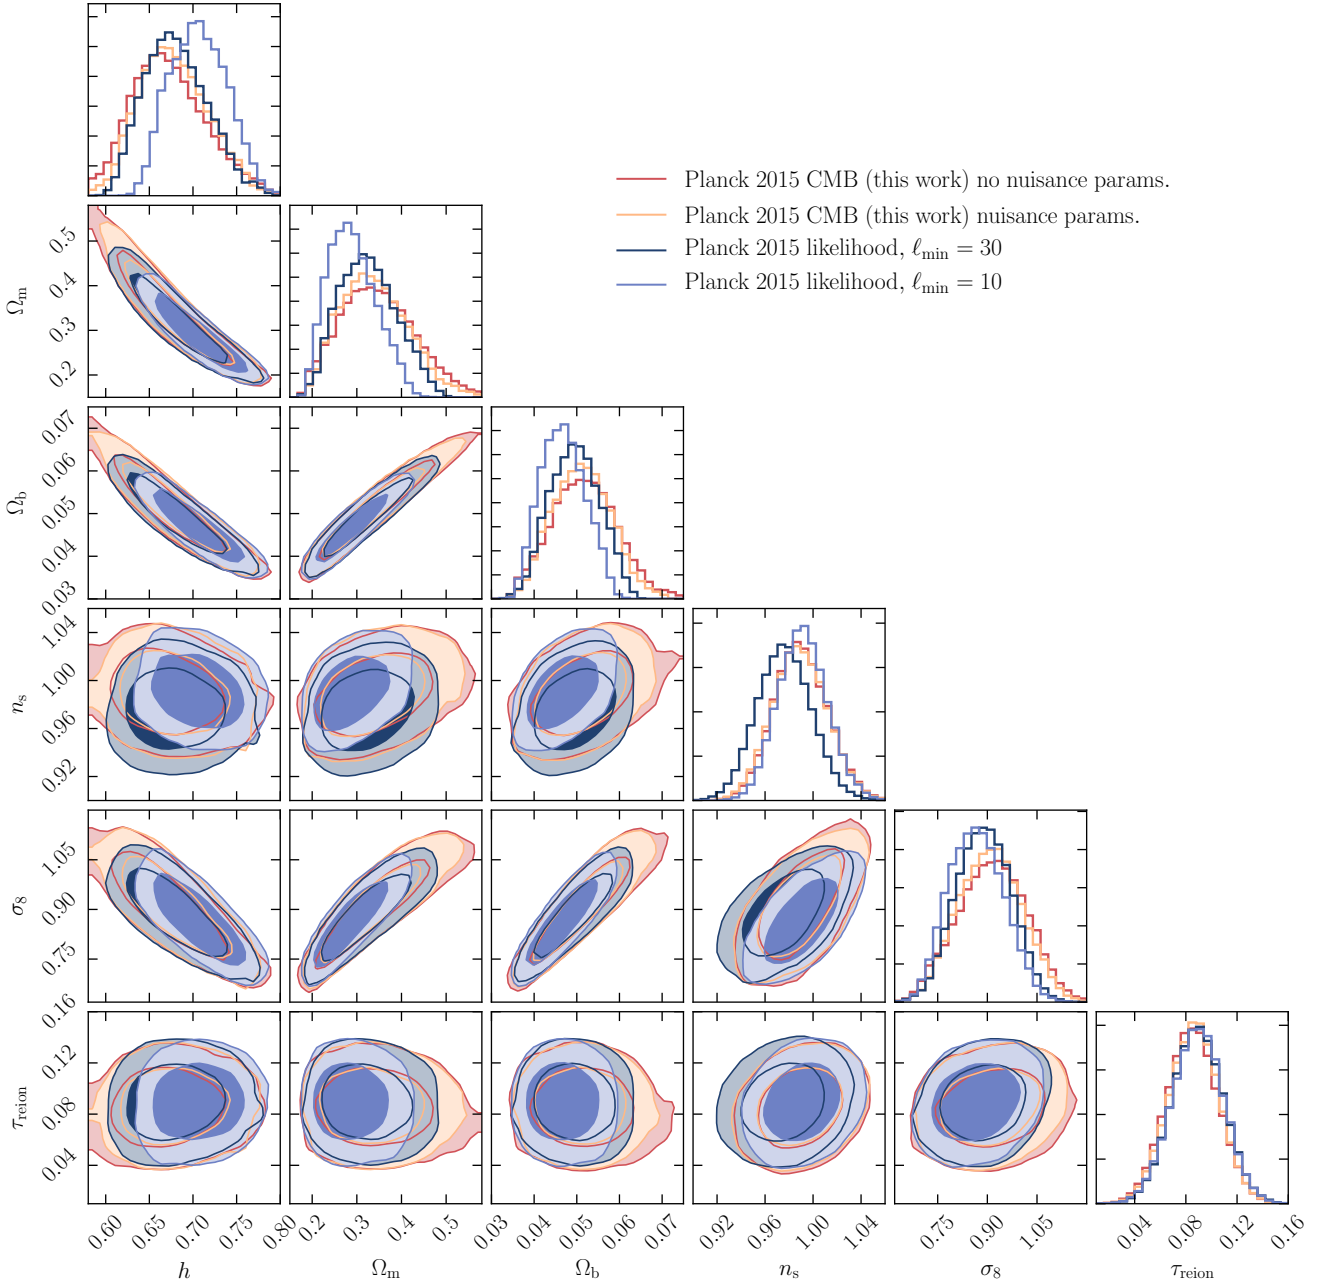 Planck 2015 CMB (this work) no nuisance params.
Planck 2015 CMB (this work) nuisance params.
Planck 2015 likelihood, ℓmin = 30
Planck 2015 likelihood, ℓmin = 10
Ωm
0.5
0.4
0.3
0.2
Ωb
0.07
0.06
0.05
0.04
0.03
ns
1.04
1.00
0.96
0.92
σ8
1.05
0.90
0.75
0.16
τreion
0.16
0.12
0.08
0.04
0.60 0.65 0.70 0.75 0.80 0.2 0.3 0.4 0.5 0.03 0.04 0.05 0.06 0.07 0.92 0.96 1.00 1.04 0.75 0.90 1.05 0.04 0.08 0.12 0.16
h Ωm Ωb ns σ8 τreion